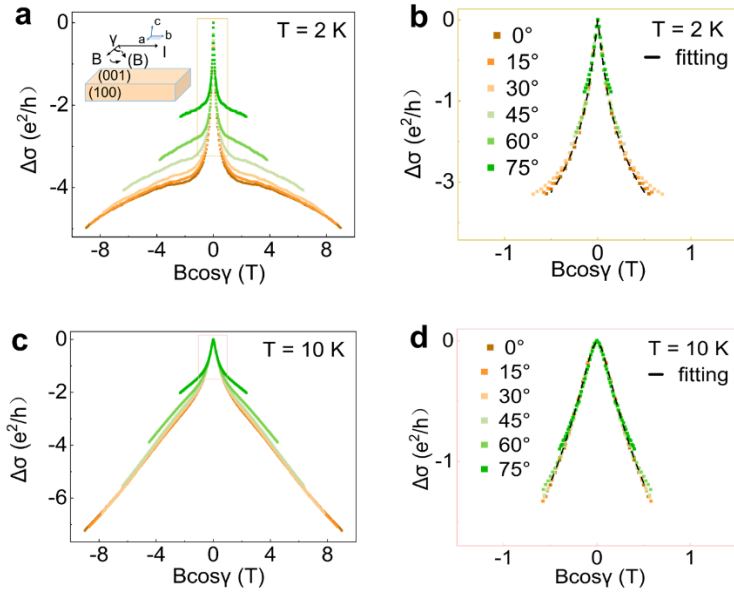 a
T = 2 K
γ
I
c
a
b
B
(B)
(001)
(100)
0
-2
-4
Δσ (e²/h)
-8
-4
0
4
8
Bcosγ (T)
b
T = 2 K
0°
fitting
15°
30°
45°
60°
75°
0
-1
-3
Δσ (e²/h)
-1
0
1
Bcosγ (T)
c
T = 10 K
0
-2
-4
-6
Δσ (e²/h)
-8
-4
0
4
8
Bcosγ (T)
d
T = 10 K
0°
fitting
15°
30°
45°
60°
75°
0
-1
Δσ (e²/h)
-1
0
1
Bcosγ (T)